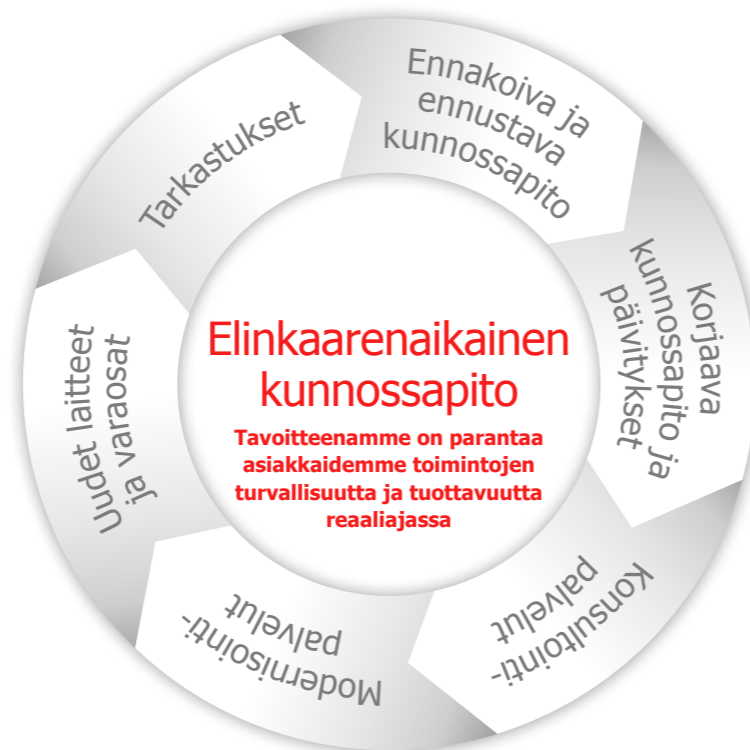 Tarkastukset
Ennakoiva ja
ennustava
kunnossapito
Korjaava
kunnossapito ja
päivitykset
Konsultointi-
palvelut
Modernisointi-
palvelut
Uudet laitteet
ja varaosat
Elinkaarenaikainen
kunnossapito
Tavoitteenamme on parantaa
asiakkaidemme toimintojen
turvallisuutta ja tuottavuutta
reaaliajassa